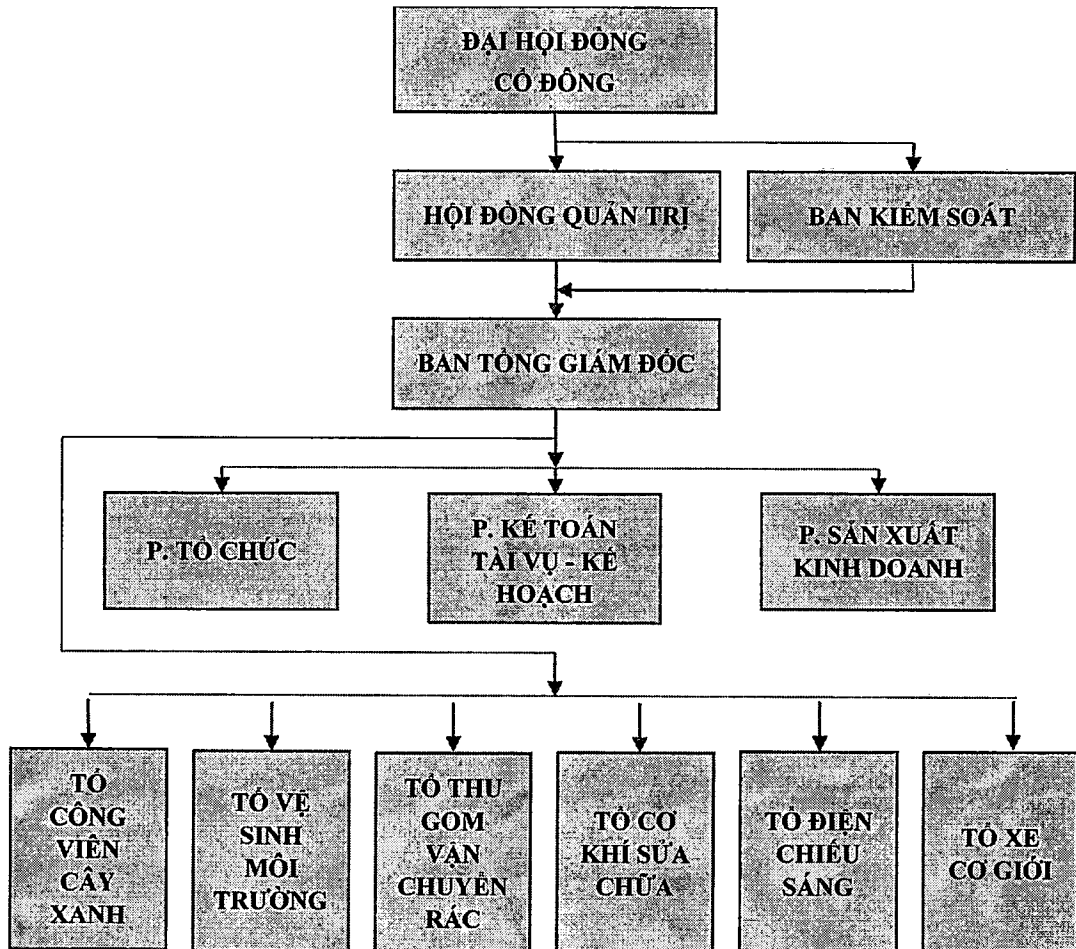 ĐẠI HỘI ĐỒNG
CỔ ĐÔNG
HỘI ĐỒNG QUẢN TRỊ
BAN KIỂM SOÁT
BAN TỔNG GIÁM ĐỐC
P. TỔ CHỨC
P. KẾ TOÁN
TÀI VỤ - KẾ
HOẠCH
P. SẢN XUẤT
KINH DOANH
TỔ
CÔNG
VIÊN
CÂY
XANH
TỔ VỆ
SINH
MÔI
TRƯỜNG
TỔ THU
GOM
VẬN
CHUYỂN
RÁC
TỔ CƠ
KHÍ SỬA
CHỮA
TỔ ĐIỆN
CHIẾU
SÁNG
TỔ XE
CƠ GIỚI